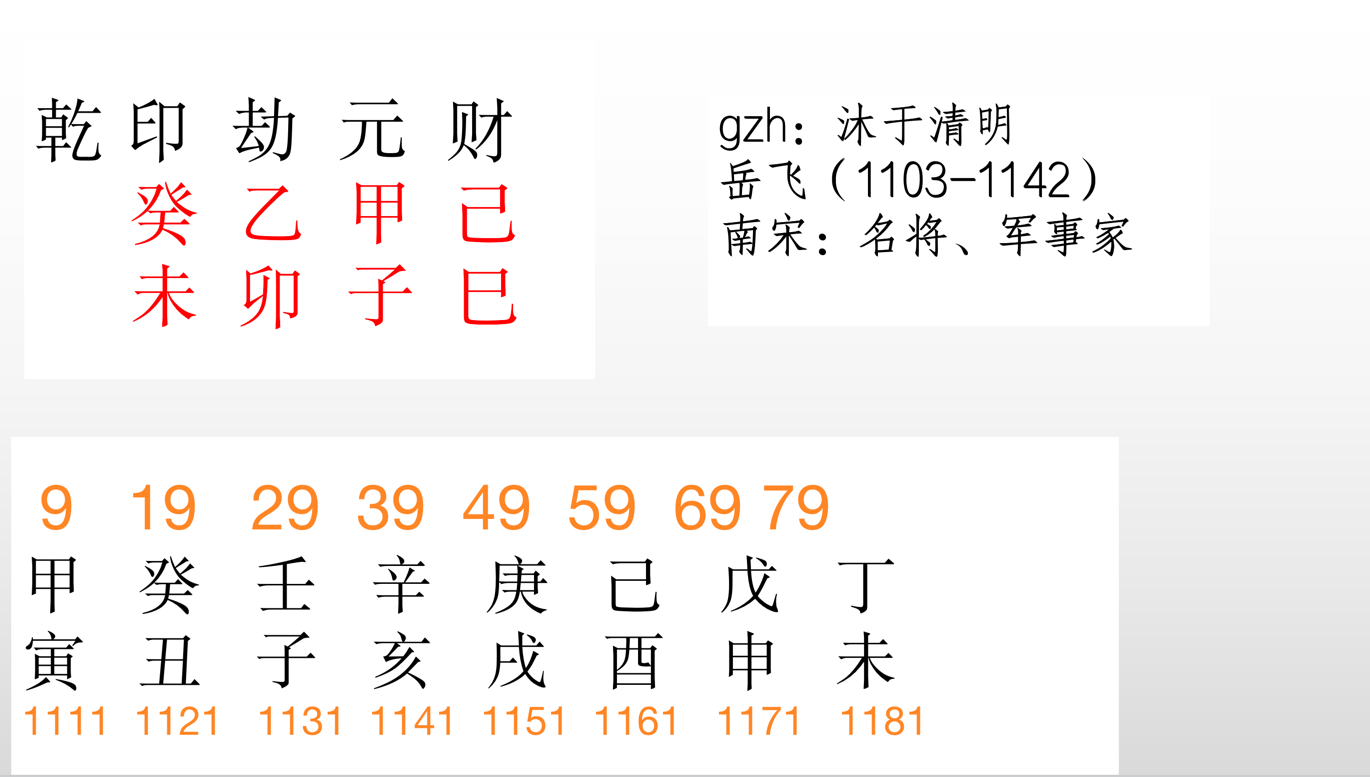 乾 印 劫 元 财
癸 乙 甲 己
未 卯 子 巳
gzh：沐于清明
岳飞（1103-1142）
南宋：名将、军事家
9 19 29 39 49 59 69 79
甲 癸 壬 辛 庚 己 戊 丁
寅 丑 子 亥 戌 酉 申 未
1111 1121 1131 1141 1151 1161 1171 1181